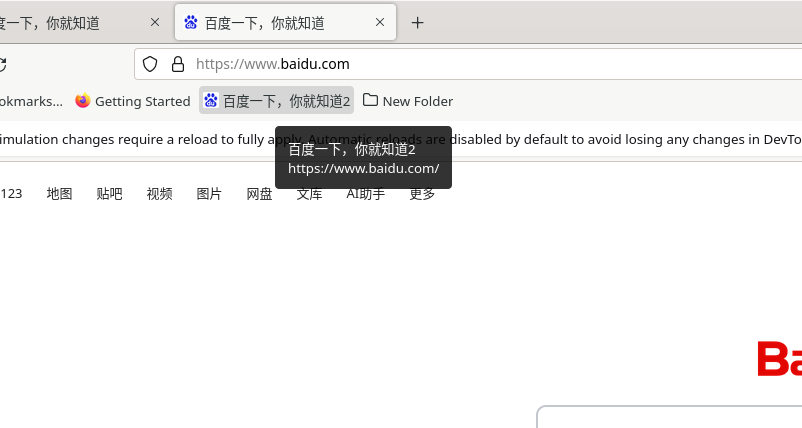 度一下，你就知道
百度一下，你就知道
https://www.baidu.com
okmarks...
Getting Started
百度一下，你就知道2
New Folder
imulation changes require a reload to fully apply. Automatic reloads are disabled by default to avoid losing any changes in DevTo
百度一下，你就知道2
https://www.baidu.com/
123 地图 贴吧 视频 图片 网盘 文库 AI助手 更多
Ba